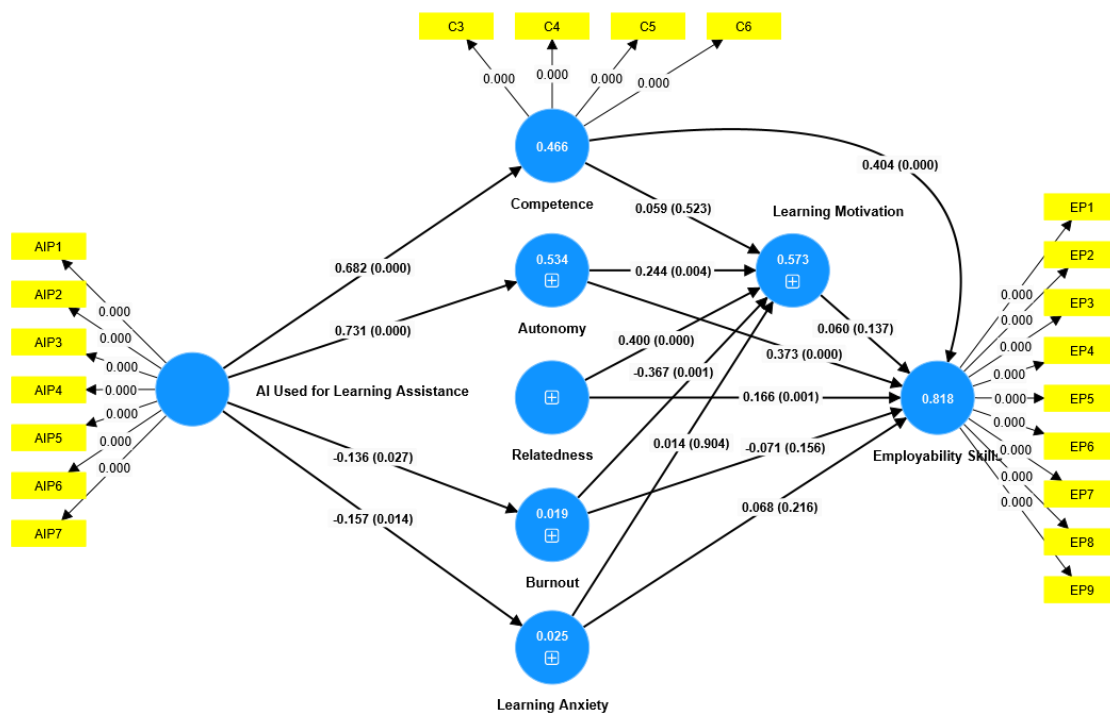 C3
C4
C5
C6
0.000
0.000
0.000
0.000
0.466
0.404 (0.000)
Competence
0.059 (0.523)
Learning Motivation
EP1
AIP1
0.682 (0.000)
0.534
0.244 (0.004)
0.573
EP2
AIP2
0.000
0.731 (0.000)
Autonomy
0.060 (0.137)
0.000
EP3
AIP3
0.000
0.400 (0.000)
0.373 (0.000)
0.000
EP4
0.000
-0.367 (0.001)
0.000
AIP4
0.000
AI Used for Learning Assistance
0.166 (0.001)
0.818
0.000
EP5
AIP5
0.000
Relatedness
0.014 (0.904)
-0.071 (0.156)
Employability Skills
0.000
EP6
0.000
-0.136 (0.027)
0.000
AIP6
0.000
0.019
0.068 (0.216)
0.000
EP7
AIP7
-0.157 (0.014)
Burnout
0.000
EP8
0.025
EP9
Learning Anxiety